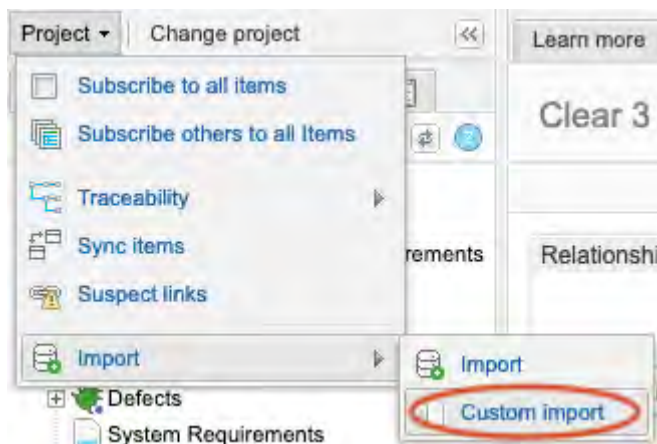 Project Change project
Learn more
Subscribe to all items
Subscribe others to all Items
Clear 3
Traceability
Sync items
rements
Relationshi
Suspect links
Import
Import
Defects
Custom import
System Requirements